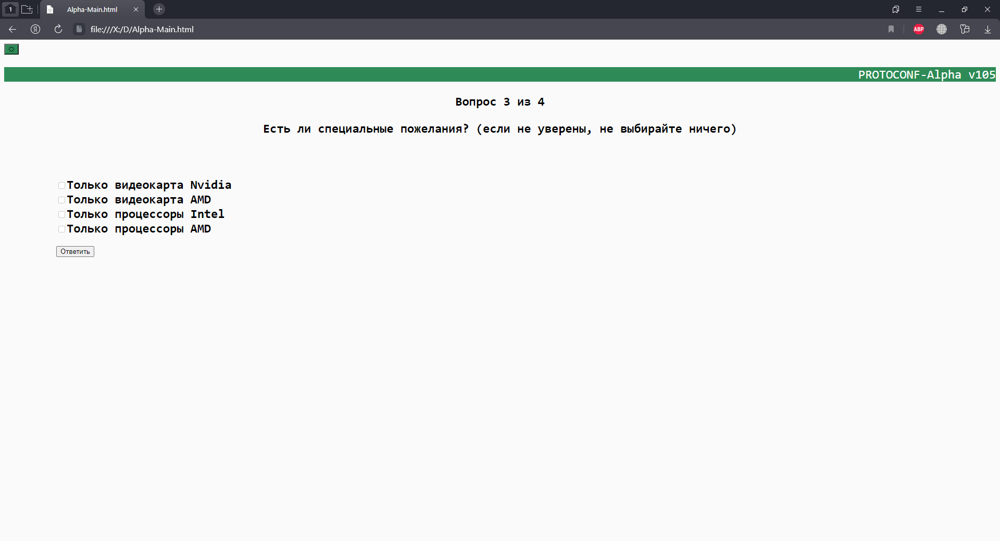 1
Alpha-Main.html
Я
file:///X:/D/Alpha-Main.html
ABP
PROTOCONF-Alpha v105
Вопрос 3 из 4
Есть ли специальные пожелания? (если не уверены, не выбирайте ничего)
Только видеокарта Nvidia
Только видеокарта AMD
Только процессоры Intel
Только процессоры AMD
Ответить